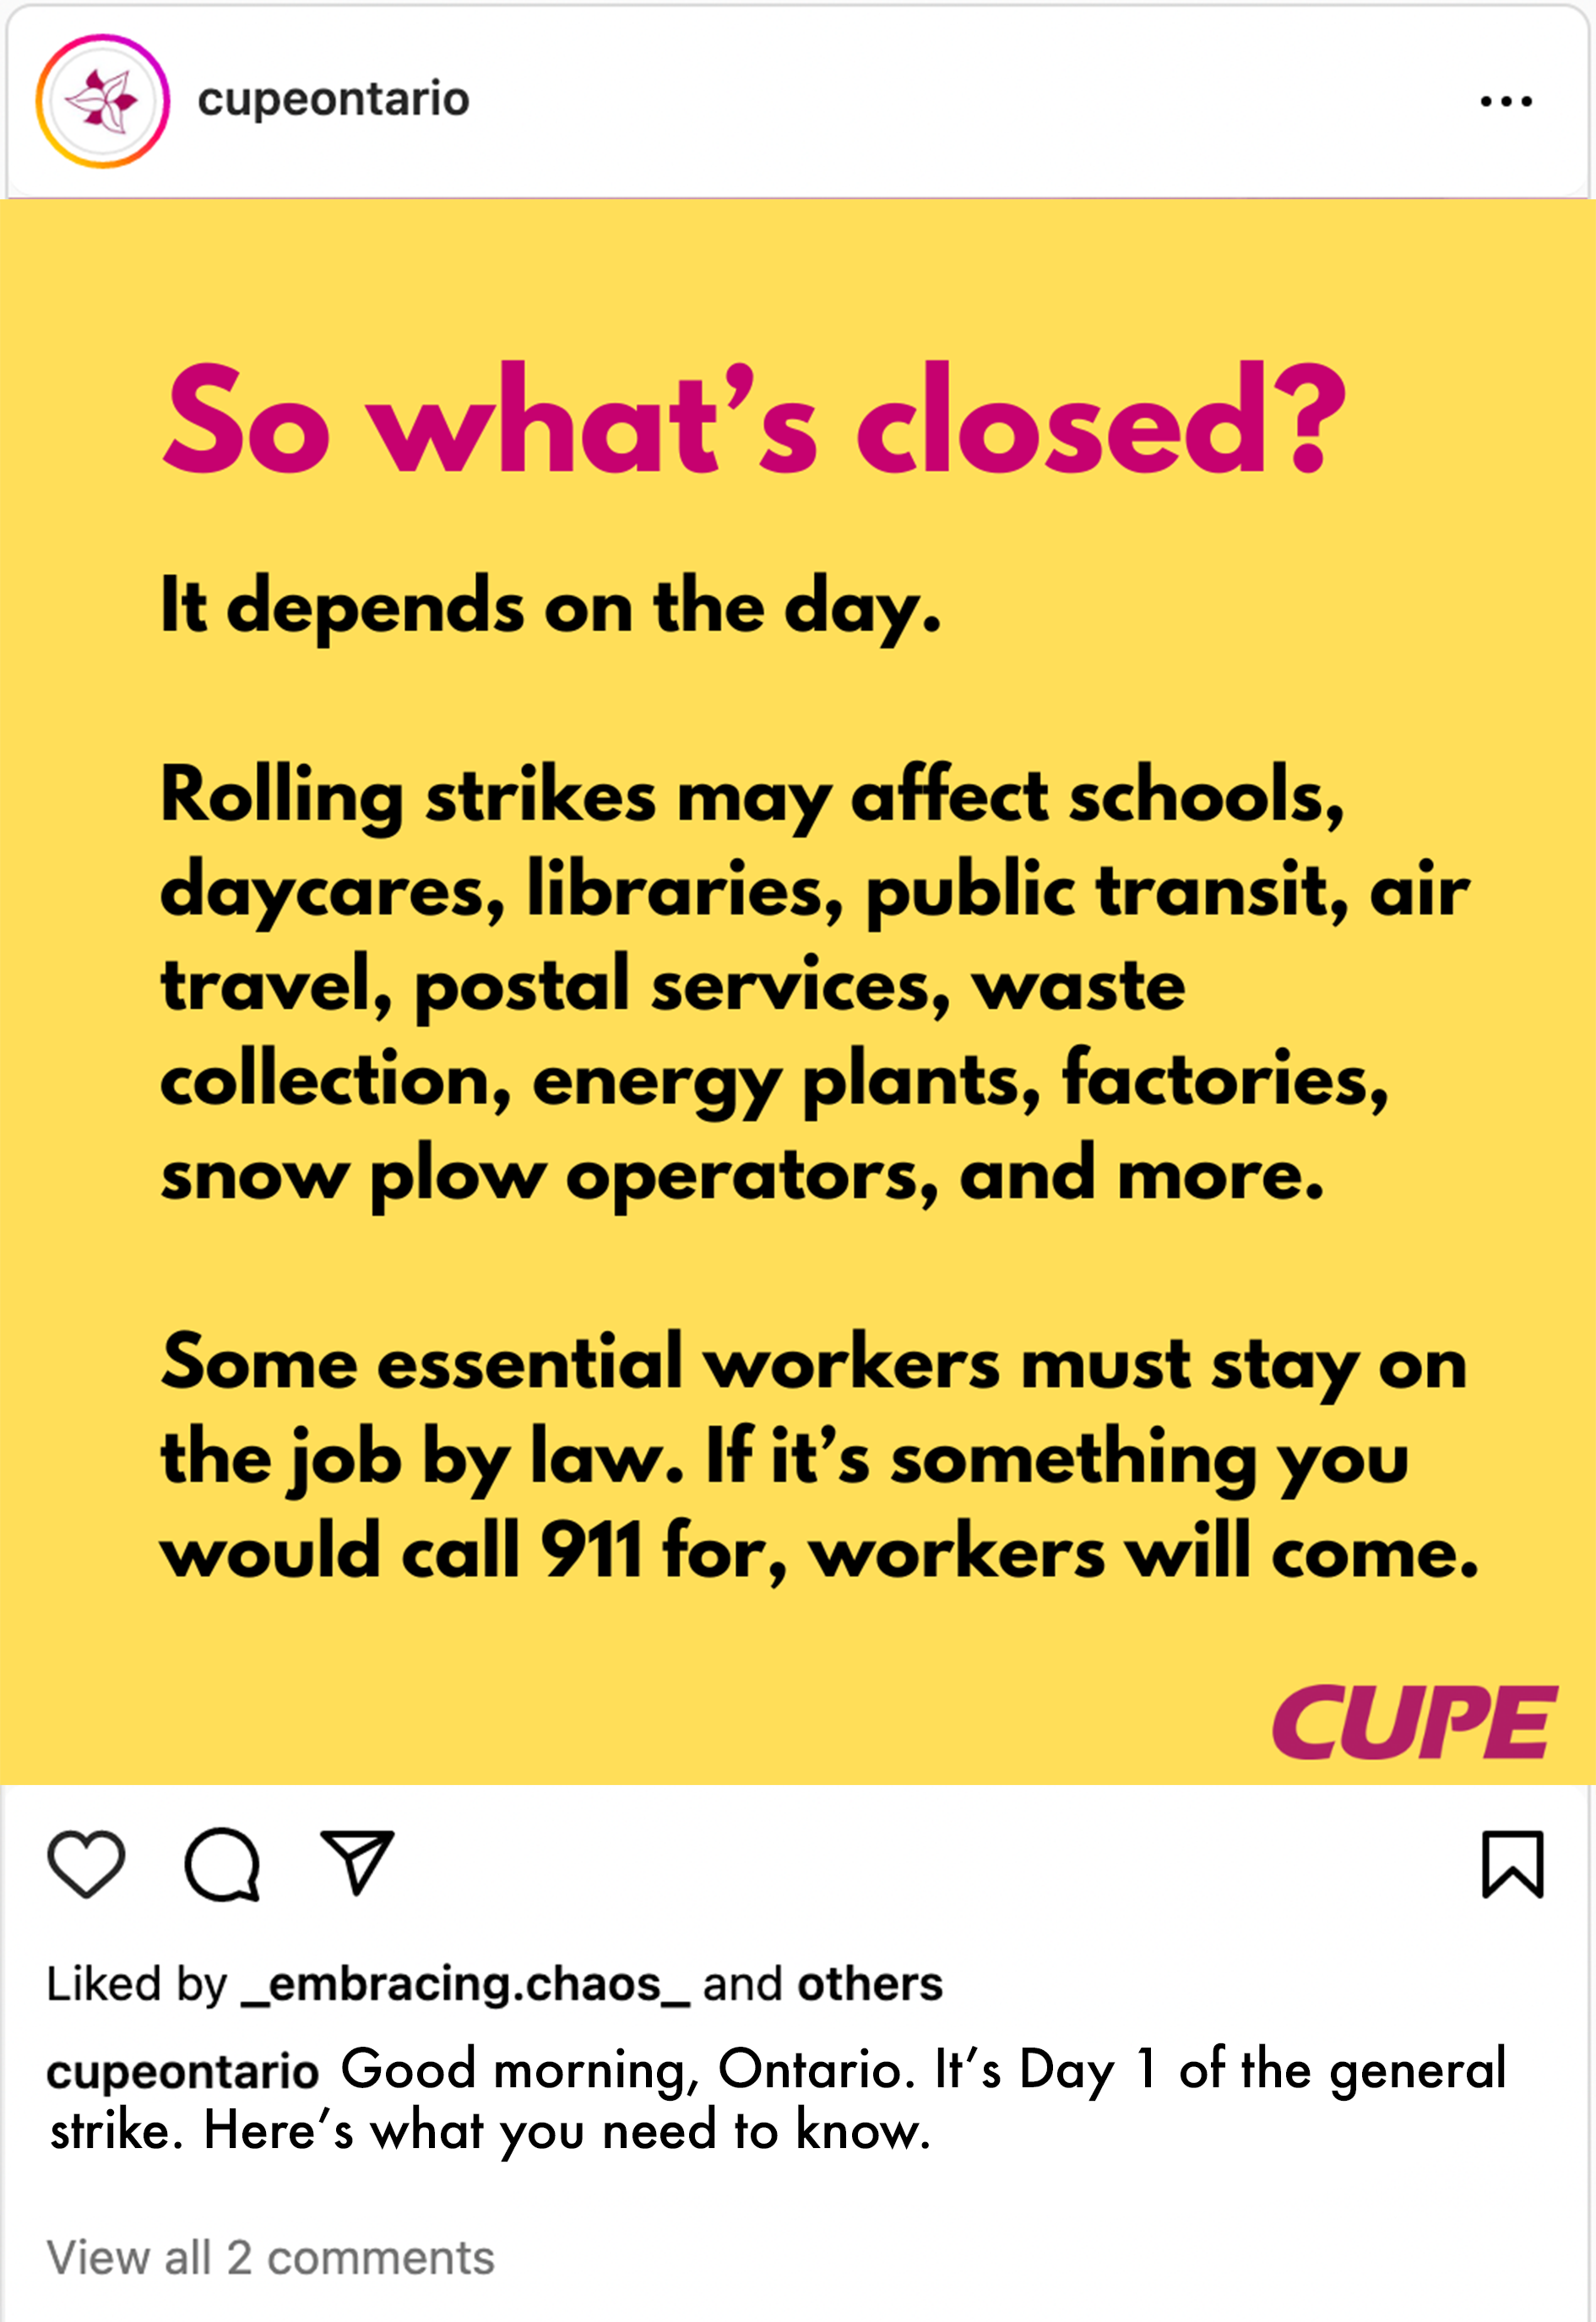 cupeontario
So what’s closed?
It depends on the day.
Rolling strikes may affect schools,
daycares, libraries, public transit, air
travel, postal services, waste
collection, energy plants, factories,
snow plow operators, and more.
Some essential workers must stay on
the job by law. If it’s something you
would call 911 for, workers will come.
CUPE
Liked by _embracing.chaos_ and others
cupeontario Good morning, Ontario. It’s Day 1 of the general
strike. Here’s what you need to know.
View all 2 comments